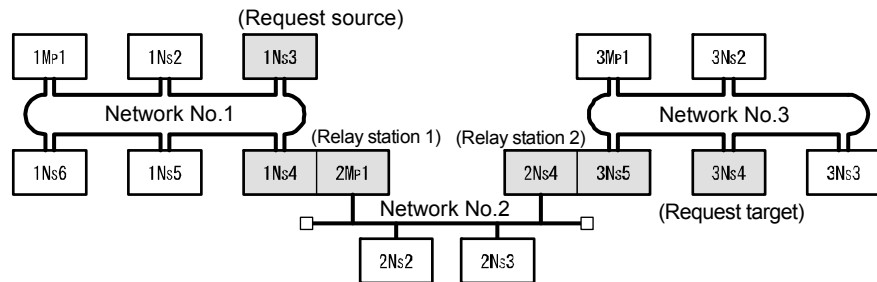 (Request source)
1MP1 1NS2 1NS3 3MP1 3NS2
Network No.1 Network No.3
(Relay station 1) (Relay station 2)
1NS6 1NS5 1NS4 2MP1 2NS4 3NS5 3NS4 3NS3
Network No.2 (Request target)
2NS2 2NS3